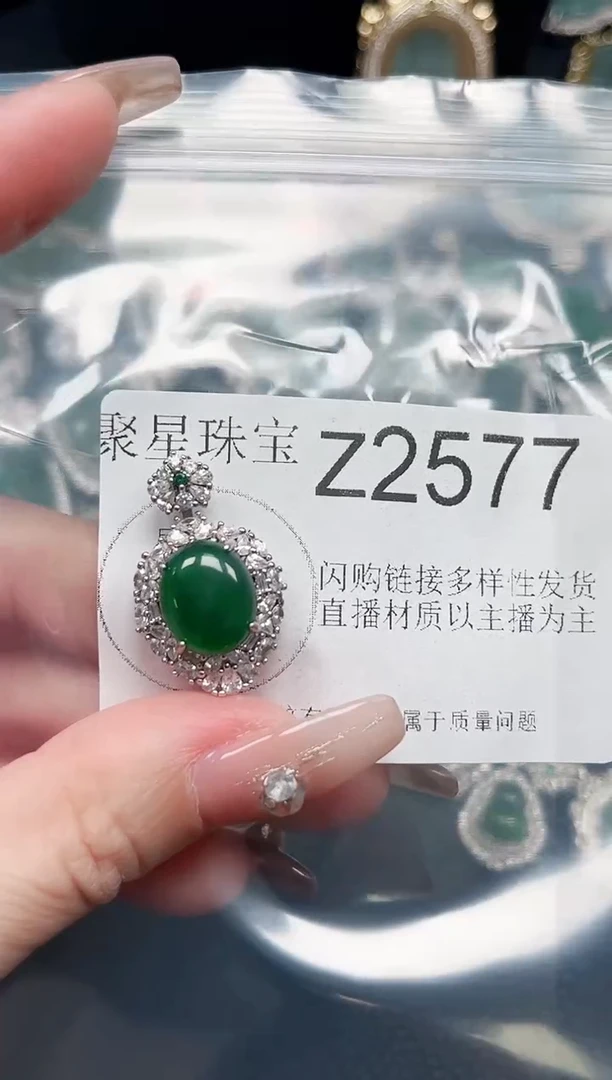 聚星珠宝
Z2577
闪购链接多样性发货
直播材质以主播为主
属于质量问题